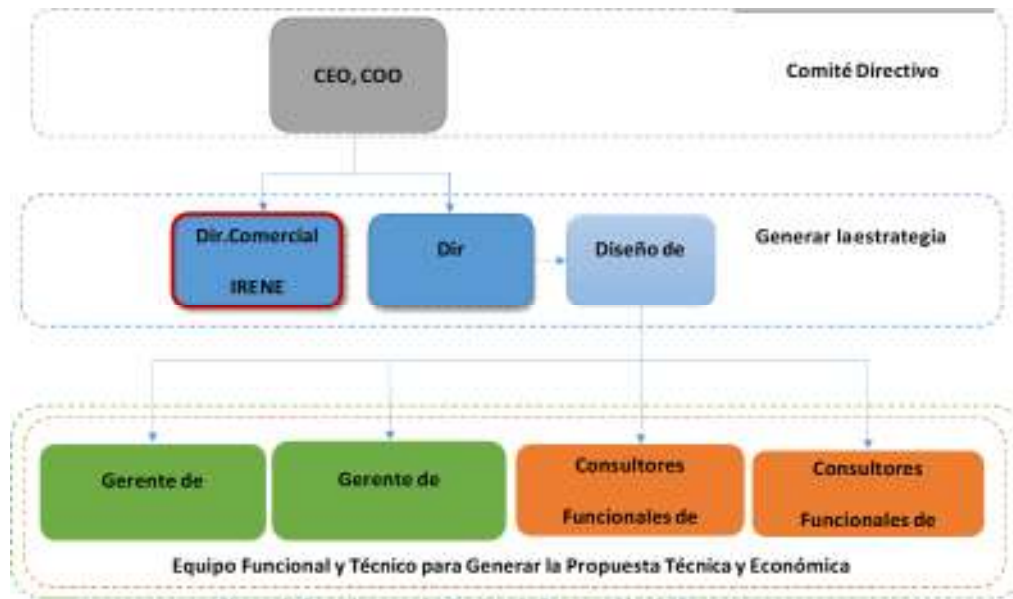 CEO, COO
Comité Directivo
Dir.Comercial
IRENE
Dir
Diseño de
Generar laestrategia
Gerente de
Gerente de
Consultores
Funcionales de
Consultores
Funcionales de
Equipo Funcional y Técnico para Generar la Propuesta Técnica y Económica